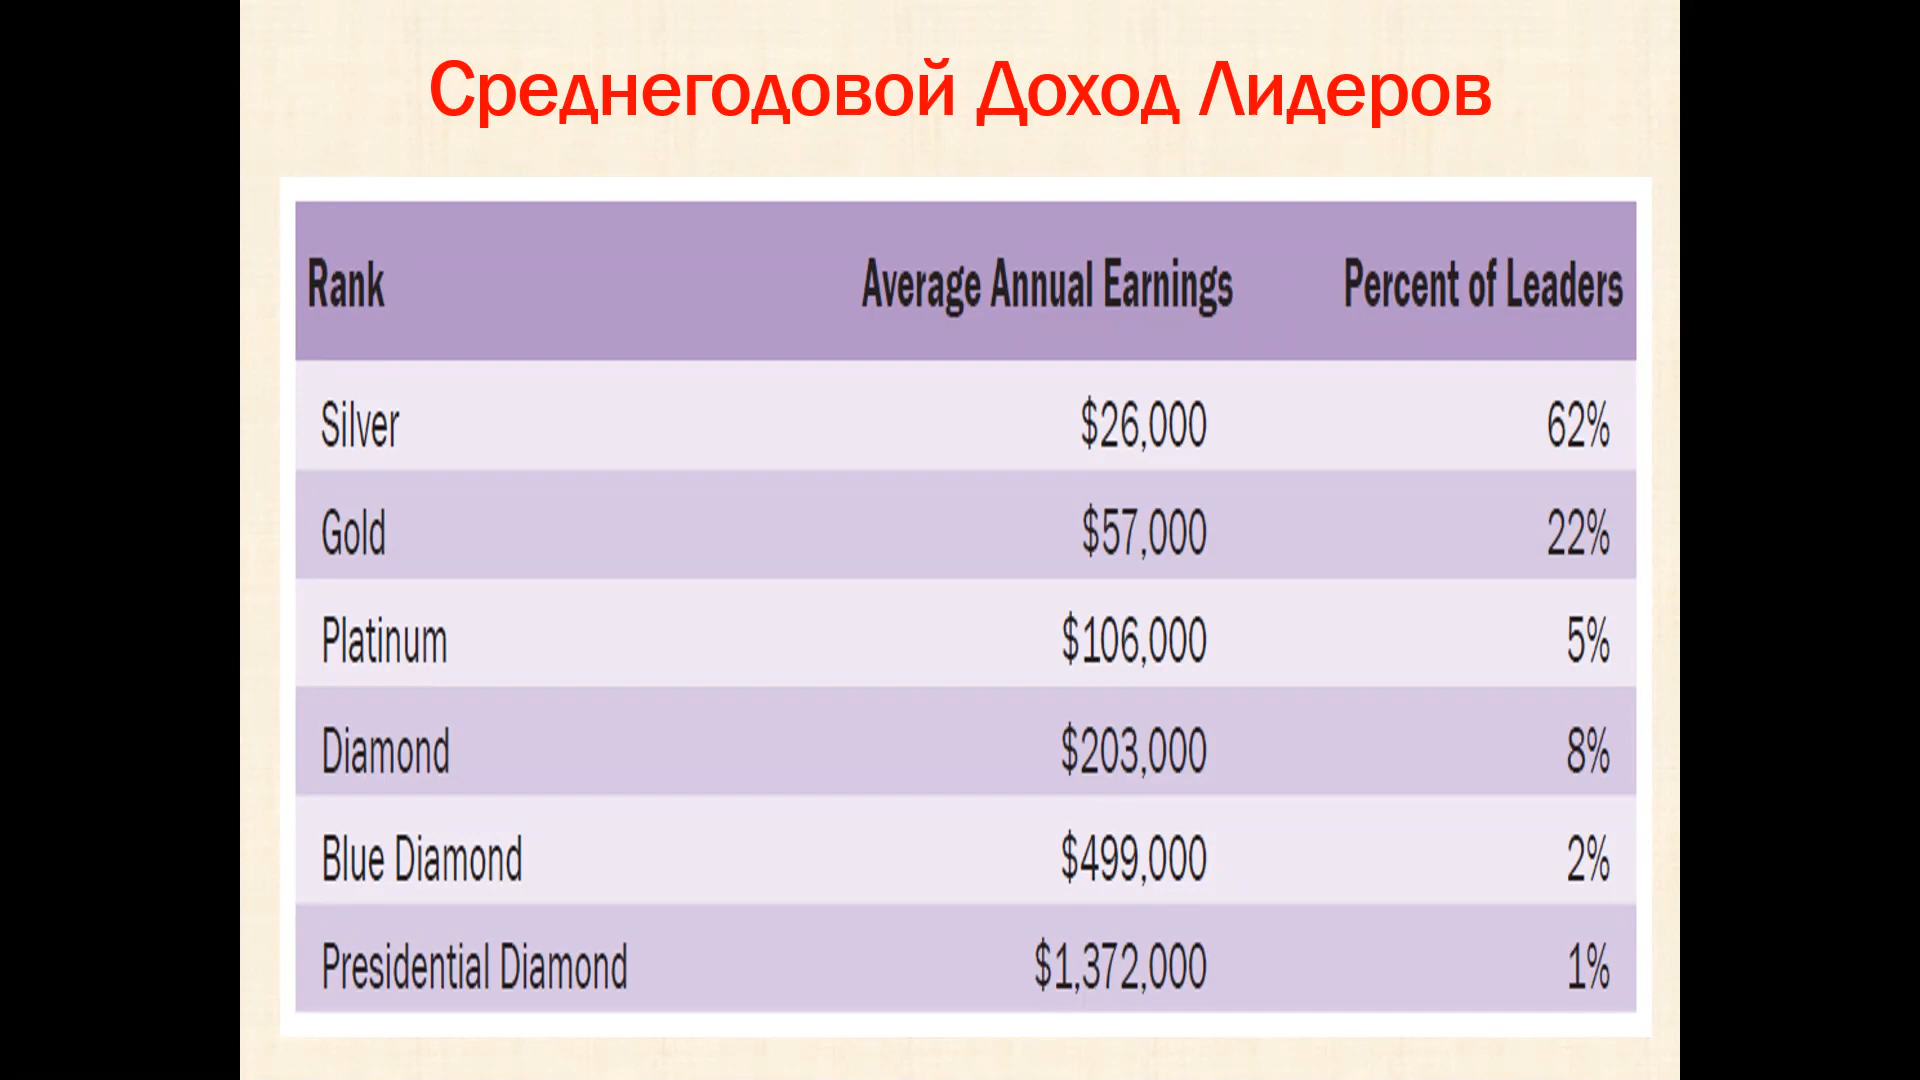 Среднегодовой Доход Лидеров
Rank Average Annual Earnings Percent of Leaders
Silver $26,000 62%
Gold $57,000 22%
Platinum $106,000 5%
Diamond $203,000 8%
Blue Diamond $499,000 2%
Presidential Diamond $1,372,000 1%